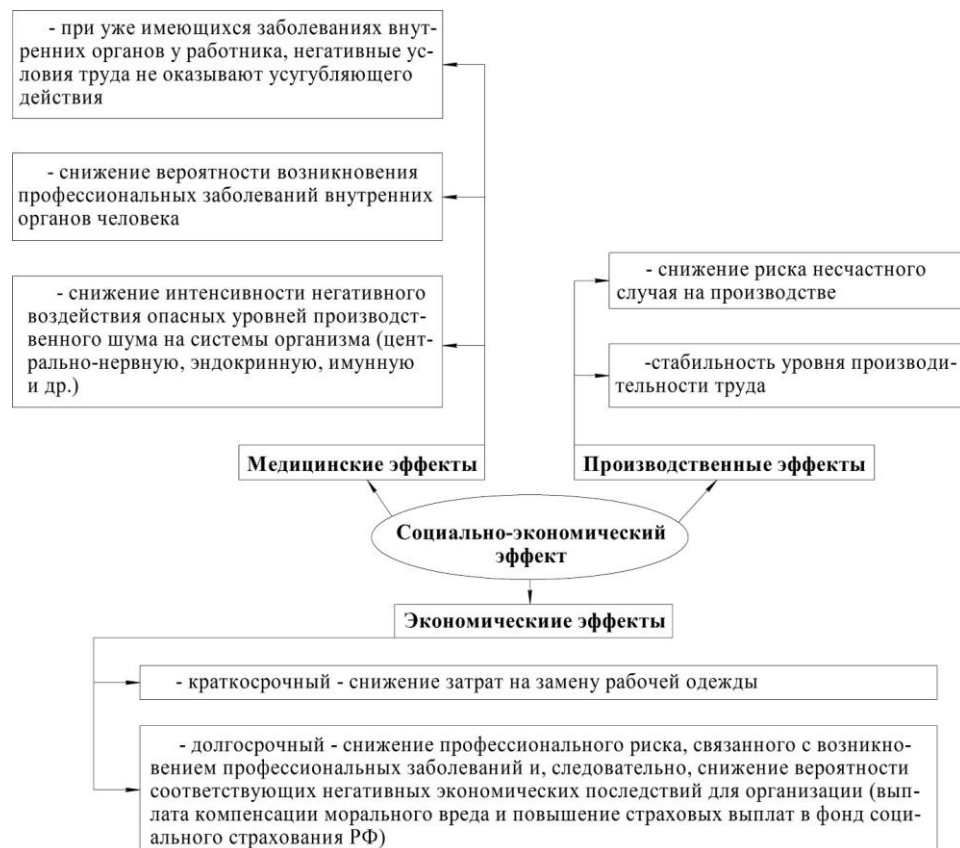 - при уже имеющихся заболеваниях внут-
ренних органов у работника, негативные ус-
ловия труда не оказывают усугубляющего
действия
- снижение вероятности возникновения
профессиональных заболеваний внутренних
органов человека
- снижение интенсивности негативного
воздействия опасных уровней производст-
венного шума на системы организма (цент-
рально-нервную, эндокринную, имунную
и др.)
- снижение риска несчастного
случая на производстве
-стабильность уровня производи-
тельности труда
Медицинские эффекты
Производственные эффекты
Социально-экономический
эффект
Экономическиие эффекты
- краткосрочный - снижение затрат на замену рабочей одежды
- долгосрочный - снижение профессионального риска, связанного с возникно-
вением профессиональных заболеваний и, следовательно, снижение вероятности
соответствующих негативных экономических последствий для организации (вып-
лата компенсации морального вреда и повышение страховых выплат в фонд соци-
ального страхования РФ)